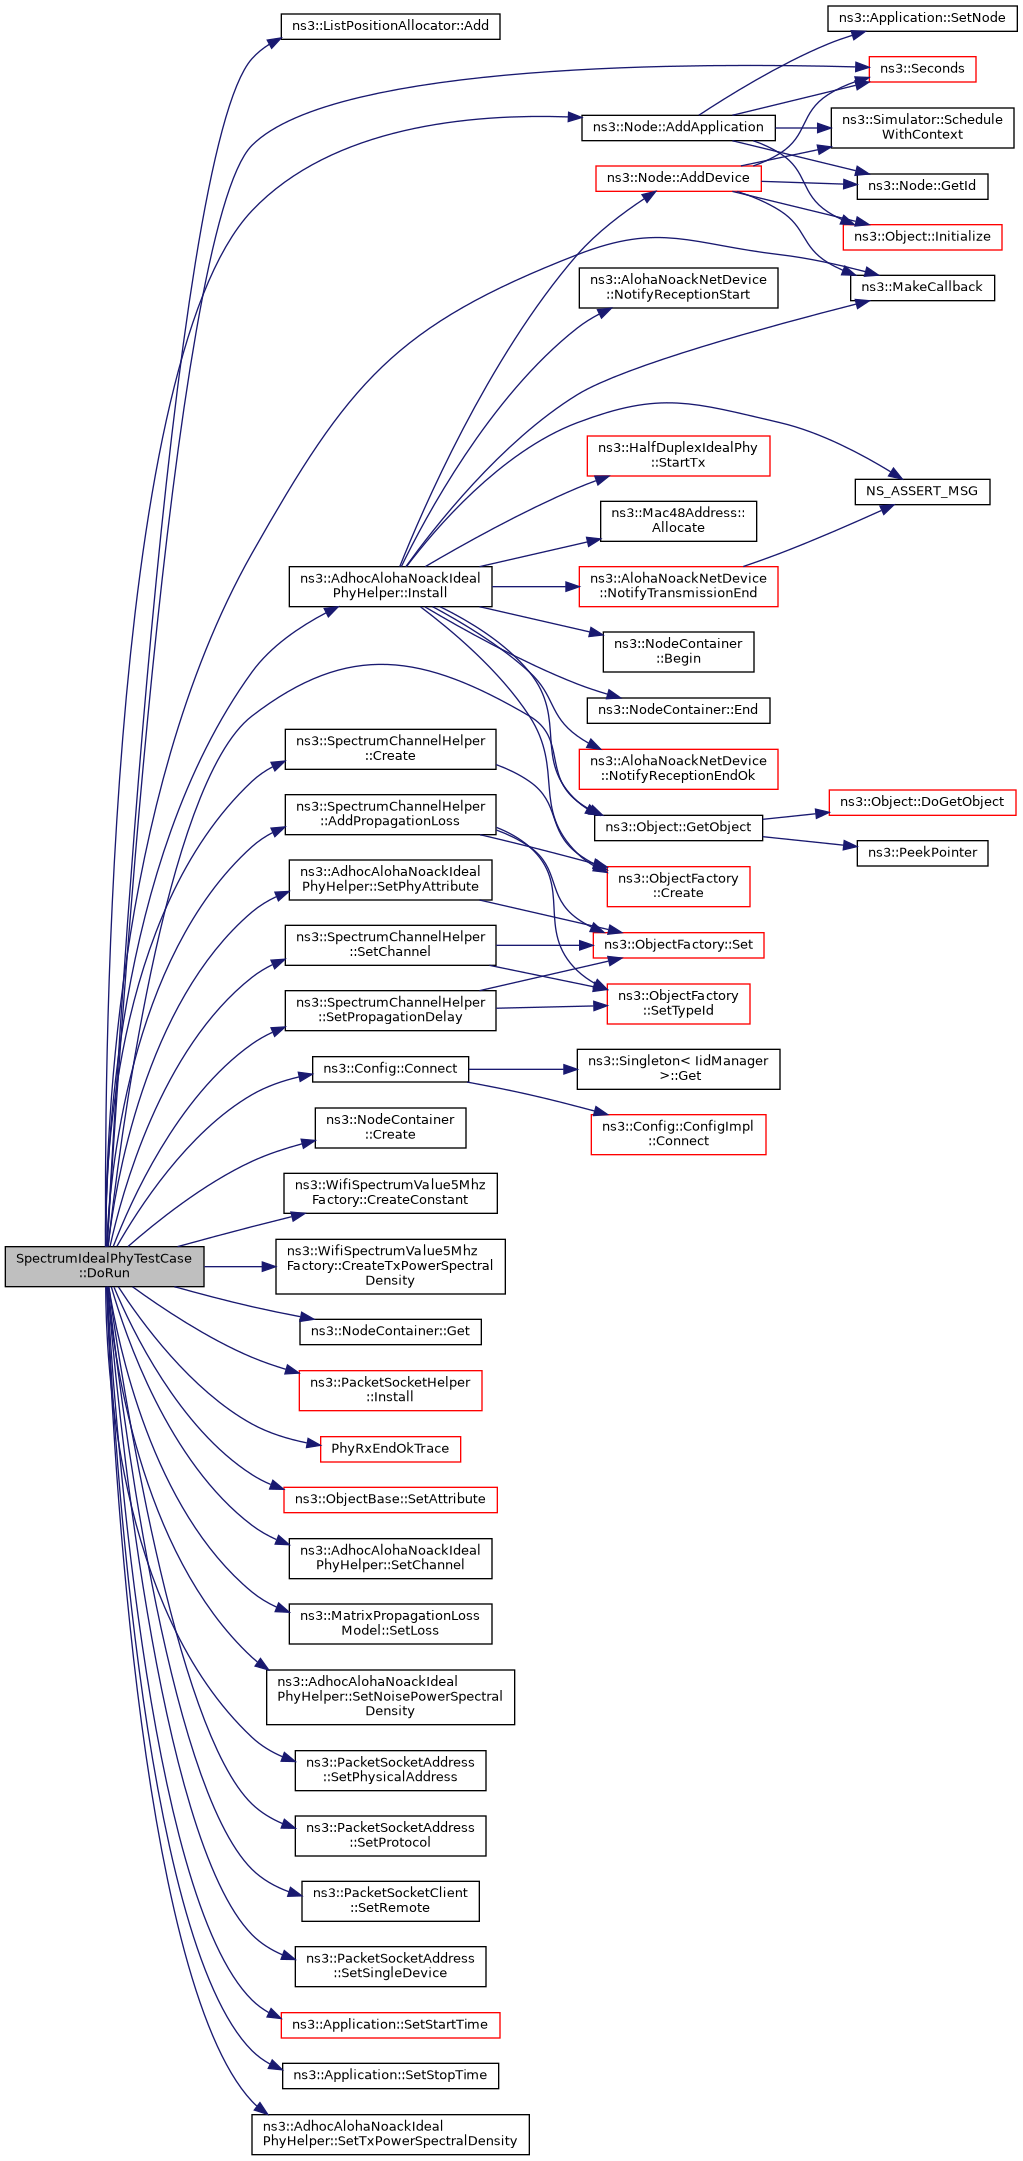 ns3::ListPositionAllocator::Add
ns3::Application::SetNode
ns3::Seconds
ns3::Node::AddApplication
ns3::Simulator::Schedule
WithContext
ns3::Node::AddDevice
ns3::Node::GetId
ns3::Object::Initialize
ns3::AlohaNoackNetDevice
::NotifyReceptionStart
ns3::MakeCallback
ns3::HalfDuplexIdealPhy
::StartTx
NS_ASSERT_MSG
ns3::Mac48Address::
Allocate
ns3::AdhocAlohaNoackIdeal
PhyHelper::Install
ns3::AlohaNoackNetDevice
::NotifyTransmissionEnd
ns3::NodeContainer
::Begin
ns3::NodeContainer::End
ns3::SpectrumChannelHelper
::Create
ns3::AlohaNoackNetDevice
::NotifyReceptionEndOk
ns3::SpectrumChannelHelper
::AddPropagationLoss
ns3::Object::GetObject
ns3::Object::DoGetObject
ns3::PeekPointer
ns3::AdhocAlohaNoackIdeal
PhyHelper::SetPhyAttribute
ns3::ObjectFactory
::Create
ns3::SpectrumChannelHelper
::SetChannel
ns3::ObjectFactory::Set
ns3::SpectrumChannelHelper
::SetPropagationDelay
ns3::ObjectFactory
::SetTypeId
ns3::Config::Connect
ns3::Singleton< IidManager
>::Get
ns3::NodeContainer
::Create
ns3::Config::ConfigImpl
::Connect
ns3::WifiSpectrumValue5Mhz
Factory::CreateConstant
SpectrumIdealPhyTestCase
::DoRun
ns3::WifiSpectrumValue5Mhz
Factory::CreateTxPowerSpectral
Density
ns3::NodeContainer::Get
ns3::PacketSocketHelper
::Install
PhyRxEndOkTrace
ns3::ObjectBase::SetAttribute
ns3::AdhocAlohaNoackIdeal
PhyHelper::SetChannel
ns3::MatrixPropagationLoss
Model::SetLoss
ns3::AdhocAlohaNoackIdeal
PhyHelper::SetNoisePowerSpectral
Density
ns3::PacketSocketAddress
::SetPhysicalAddress
ns3::PacketSocketAddress
::SetProtocol
ns3::PacketSocketClient
::SetRemote
ns3::PacketSocketAddress
::SetSingleDevice
ns3::Application::SetStartTime
ns3::Application::SetStopTime
ns3::AdhocAlohaNoackIdeal
PhyHelper::SetTxPowerSpectralDensity